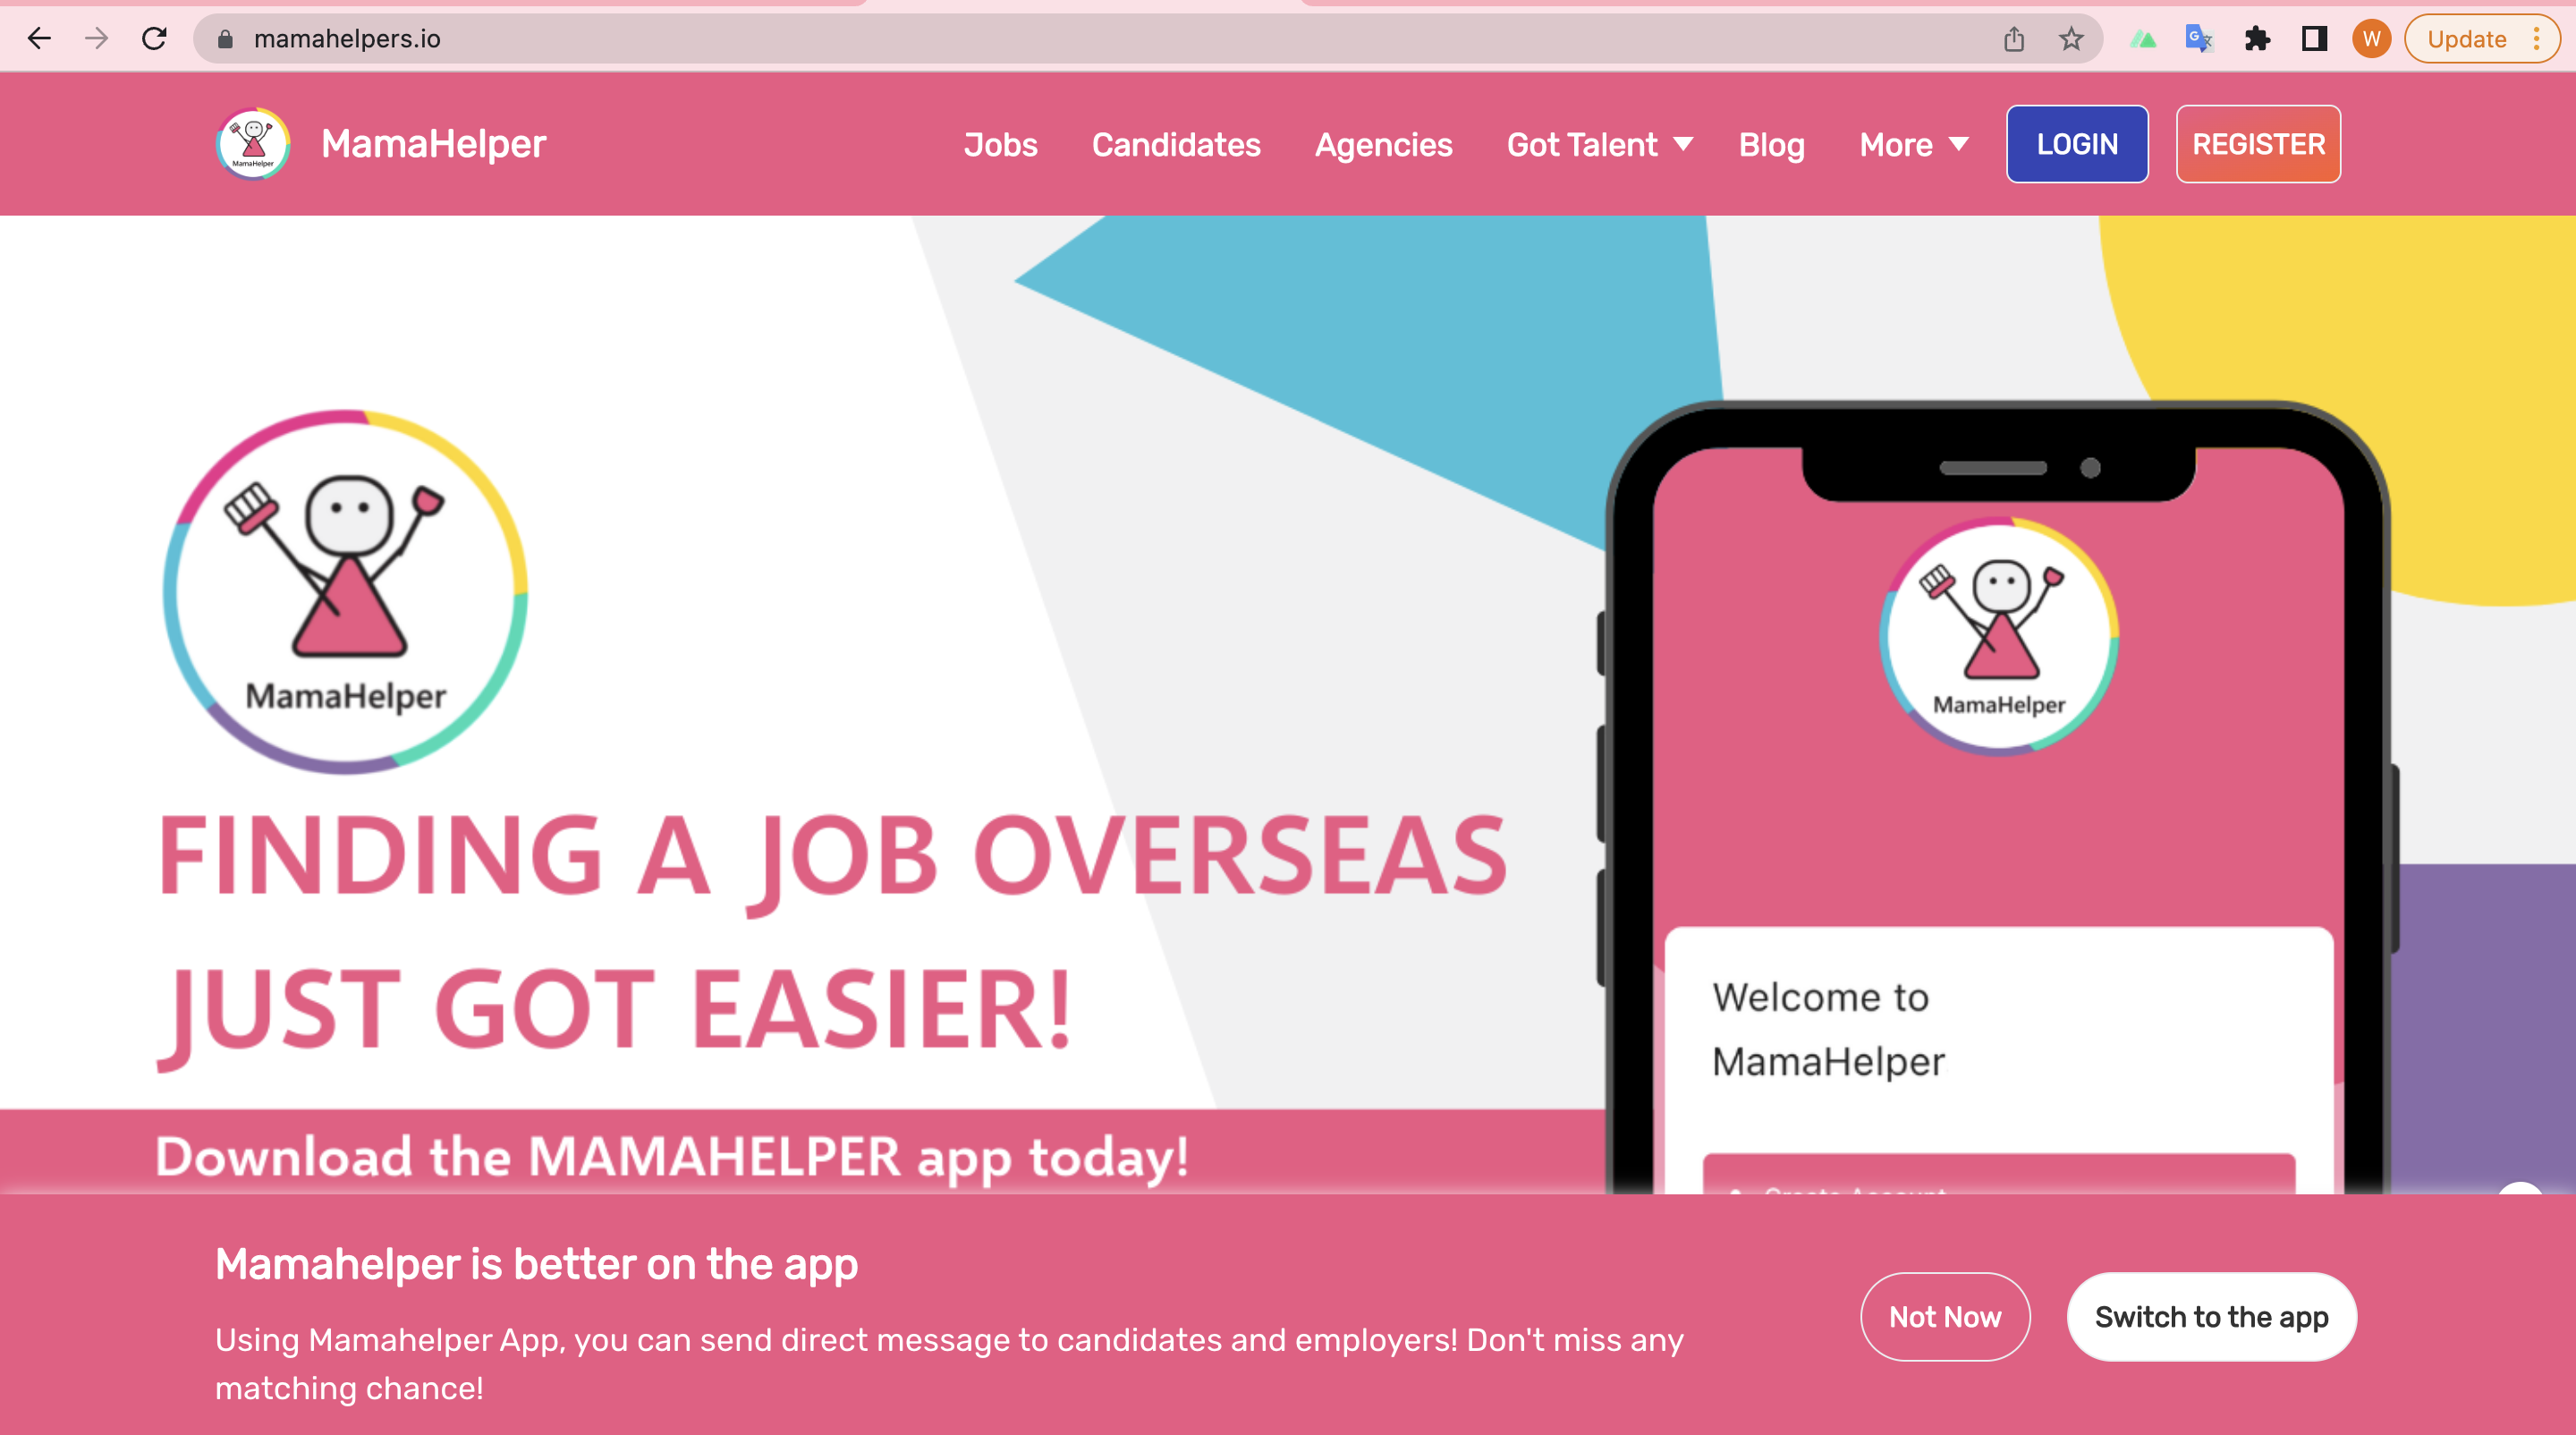 mamahelpers.io
W
Update
MamaHelper
MamaHelper
Jobs
Candidates
Agencies
Got Talent
Blog
More
LOGIN
REGISTER
MamaHelper
FINDING A JOB OVERSEAS
JUST GOT EASIER!
Download the MAMAHELPER app today!
MamaHelper
Welcome to
MamaHelper
Create Account
Mamahelper is better on the app
Using Mamahelper App, you can send direct message to candidates and employers! Don't miss any
matching chance!
Not Now
Switch to the app